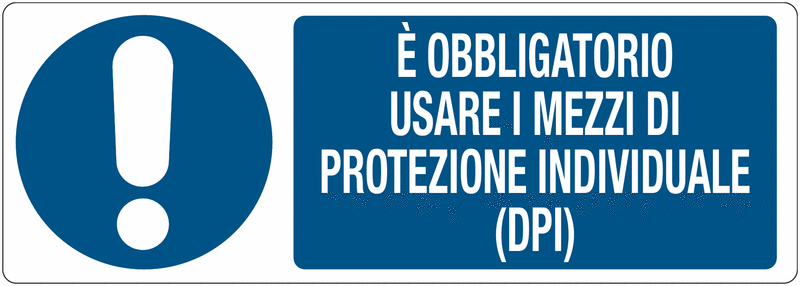 È OBBLIGATORIO
USARE I MEZZI DI
PROTEZIONE INDIVIDUALE
(DPI)